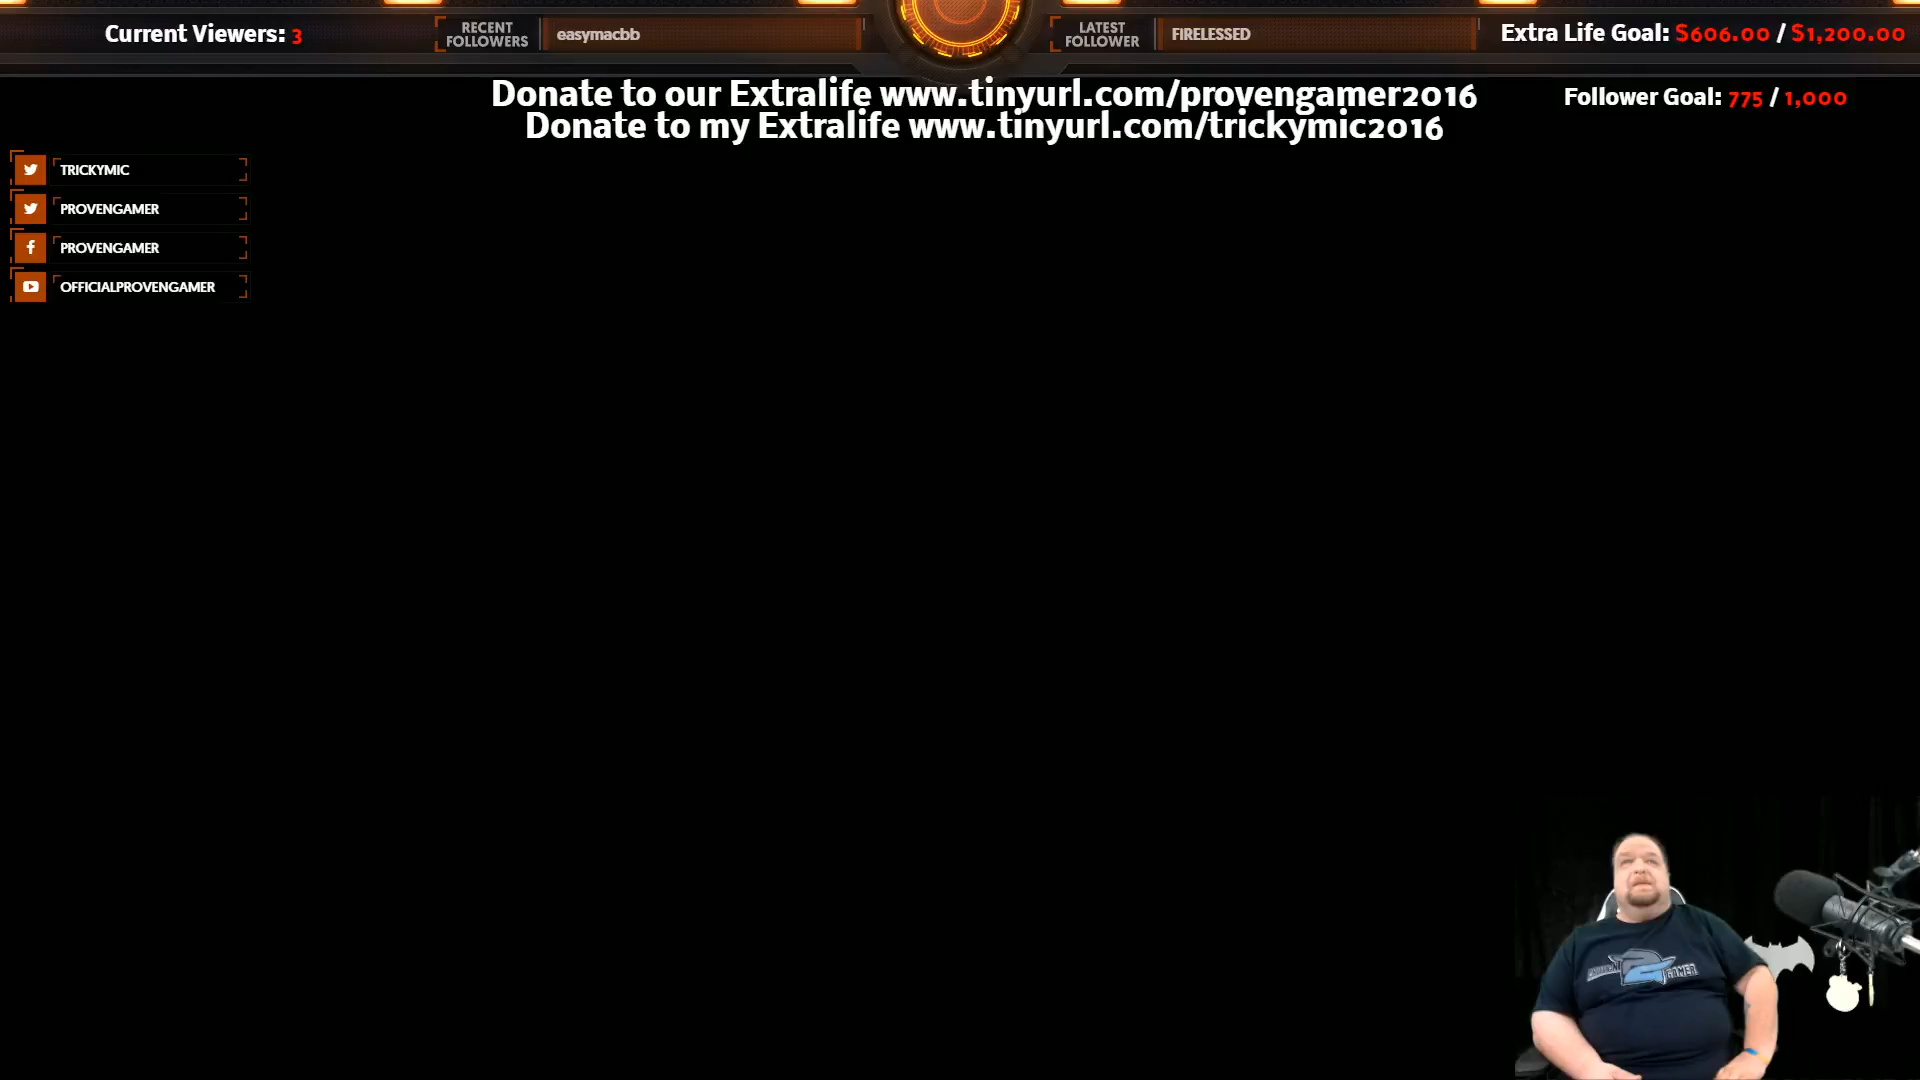 Current Viewers: 3
RECENT FOLLOWERS
easymacbb
LATEST FOLLOWER
FIRELESSED
Extra Life Goal: $606.00 / $1,200.00
Donate to our Extralife www.tinyurl.com/provengamer2016
Follower Goal: 775 / 1,000
Donate to my Extralife www.tinyurl.com/trickymic2016
TRICKYMIC
PROVENGAMER
PROVENGAMER
OFFICIALPROVENGAMER
GAMER